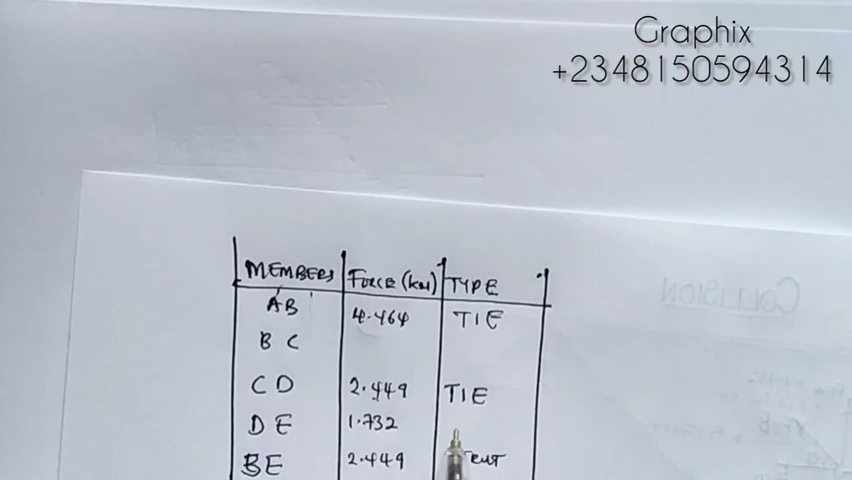 Graphix
+2348150594314
MEMBERS FORCE (KN) TYPE
AB 4.464 TIE
BC
CD 2.449 TIE
DE 1.732
BE 2.449
COLLISION